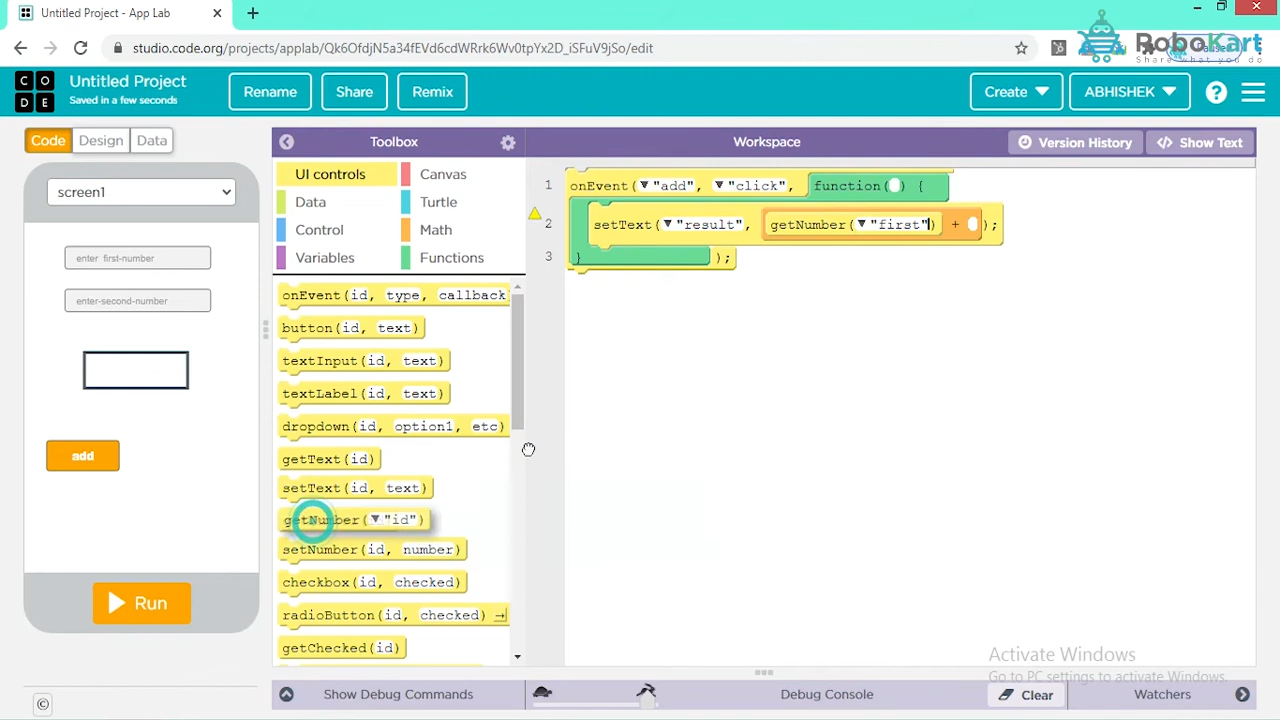 Untitled Project - App Lab
studio.code.org/projects/applab/Qk6OfdjN5a34fEVd6cdWRrk6Wv0tpYx2D_iSFuV9jSo/edit
RoboKart
Share what you do
C O
D E
Untitled Project
Saved in a few seconds
Rename
Share
Remix
Create
ABHISHEK
?
Code
Design
Data
Toolbox
Workspace
Version History
Show Text
screen1
enter first-number
enter-second-number
add
Run
UI controls
Canvas
Data
Turtle
Control
Math
Variables
Functions
onEvent(id, type, callback
button(id, text)
textInput(id, text)
textLabel(id, text)
dropdown(id, option1, etc)
getText(id)
setText(id, text)
getNumber("id")
setNumber(id, number)
checkbox(id, checked)
radioButton(id, checked)
getChecked(id)
1 onEvent("add", "click", function( ) {
2 setText("result", getNumber("first") + );
3 } );
Activate Windows
Go to PC settings to activate Windows.
©
Show Debug Commands
Debug Console
Clear
Watchers